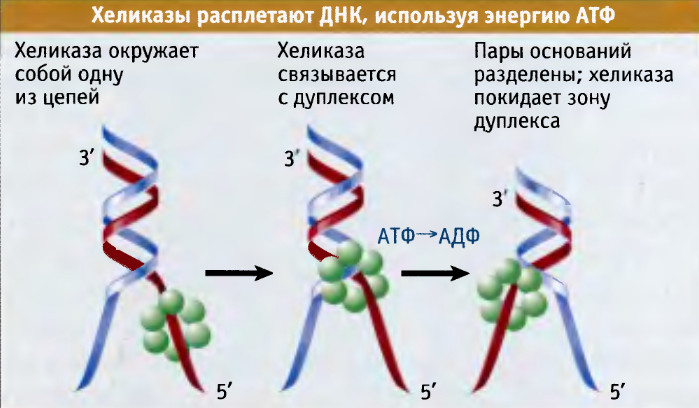 Хеликазы расплетают ДНК, используя энергию АТФ
Хеликаза окружает
собой одну
из цепей
Хеликаза
связывается
с дуплексом
Пары оснований
разделены; хеликаза
покидает зону
дуплекса
3′
3′
3′
АТФ→АДФ
5′
5′
5′